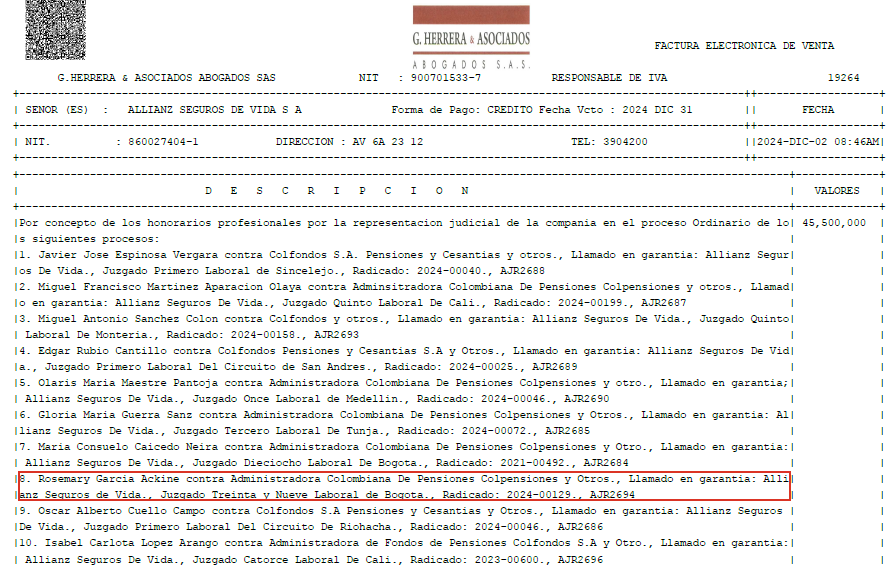 G. HERRERA & ASOCIADOS
ABOGADOS S.A.S.
FACTURA ELECTRONICA DE VENTA
G.HERRERA & ASOCIADOS ABOGADOS SAS NIT : 900701533-7 RESPONSABLE DE IVA 19264
SENOR (ES) : ALLIANZ SEGUROS DE VIDA S A Forma de Pago: CREDITO Fecha Vcto : 2024 DIC 31 FECHA
NIT. : 860027404-1 DIRECCION : AV 6A 23 12 TEL: 3904200 2024-DIC-02 08:46AM
D E S C R I P C I O N VALORES
Por concepto de los honorarios profesionales por la representacion judicial de la compania en el proceso Ordinario de lo 45,500,000
s siguientes procesos:
1. Javier Jose Espinosa Vergara contra Colfondos S.A. Pensiones y Cesantias y otros., Llamado en garantia: Allianz Segur
os De Vida., Juzgado Primero Laboral de Sincelejo., Radicado: 2024-00040., AJR2688
2. Miguel Francisco Martinez Aparacion Olaya contra Adminsitradora Colombiana De Pensiones Colpensiones y otros., Llamad
o en garantia: Allianz Seguros De Vida., Juzgado Quinto Laboral De Cali., Radicado: 2024-00199., AJR2687
3. Miguel Antonio Sanchez Colon contra Colfondos y otros., Llamado en garantia: Allianz Seguros De Vida., Juzgado Quinto
Laboral De Monteria., Radicado: 2024-00158., AJR2693
4. Edgar Rubio Cantillo contra Colfondos Pensiones y Cesantias S.A y Otros., Llamado en garantia: Allianz Seguros De Vid
a., Juzgado Primero Laboral Del Circuito de San Andres., Radicado: 2024-00025., AJR2689
5. Olaris Maria Maestre Pantoja contra Administradora Colombiana De Pensiones Colpensiones y otro., Llamado en garantia;
Allianz Seguros De Vida., Juzgado Once Laboral de Medellin., Radicado: 2024-00046., AJR2690
6. Gloria Maria Guerra Sanz contra Administradora Colombiana De Pensiones Colpensiones y Otros., Llamado en garantia: Al
lianz Seguros De Vida., Juzgado Tercero Laboral De Tunja., Radicado: 2024-00072., AJR2685
7. Maria Consuelo Caicedo Neira contra Administradora Colombiana De Pensiones Colpensiones y Otro., Llamado en garantia:
Allianz Seguros De Vida., Juzgado Dieciocho Laboral De Bogota., Radicado: 2021-00492., AJR2684
8. Rosemary Garcia Ackine contra Administradora Colombiana De Pensiones Colpensiones y Otros., Llamado en garantia: Alli
anz Seguros de Vida., Juzgado Treinta y Nueve Laboral de Bogota., Radicado: 2024-00129., AJR2694
9. Oscar Alberto Cuello Campo contra Colfondos S.A Pensiones y Cesantias y Otros., Llamado en garantia: Allianz Seguros
De Vida., Juzgado Primero Laboral Del Circuito De Riohacha., Radicado: 2024-00046., AJR2686
10. Isabel Carlota Lopez Arango contra Administradora de Fondos de Pensiones Colfondos S.A y Otro., Llamado en garantia:
Allianz Seguros De Vida., Juzgado Catorce Laboral De Cali., Radicado: 2023-00600., AJR2696